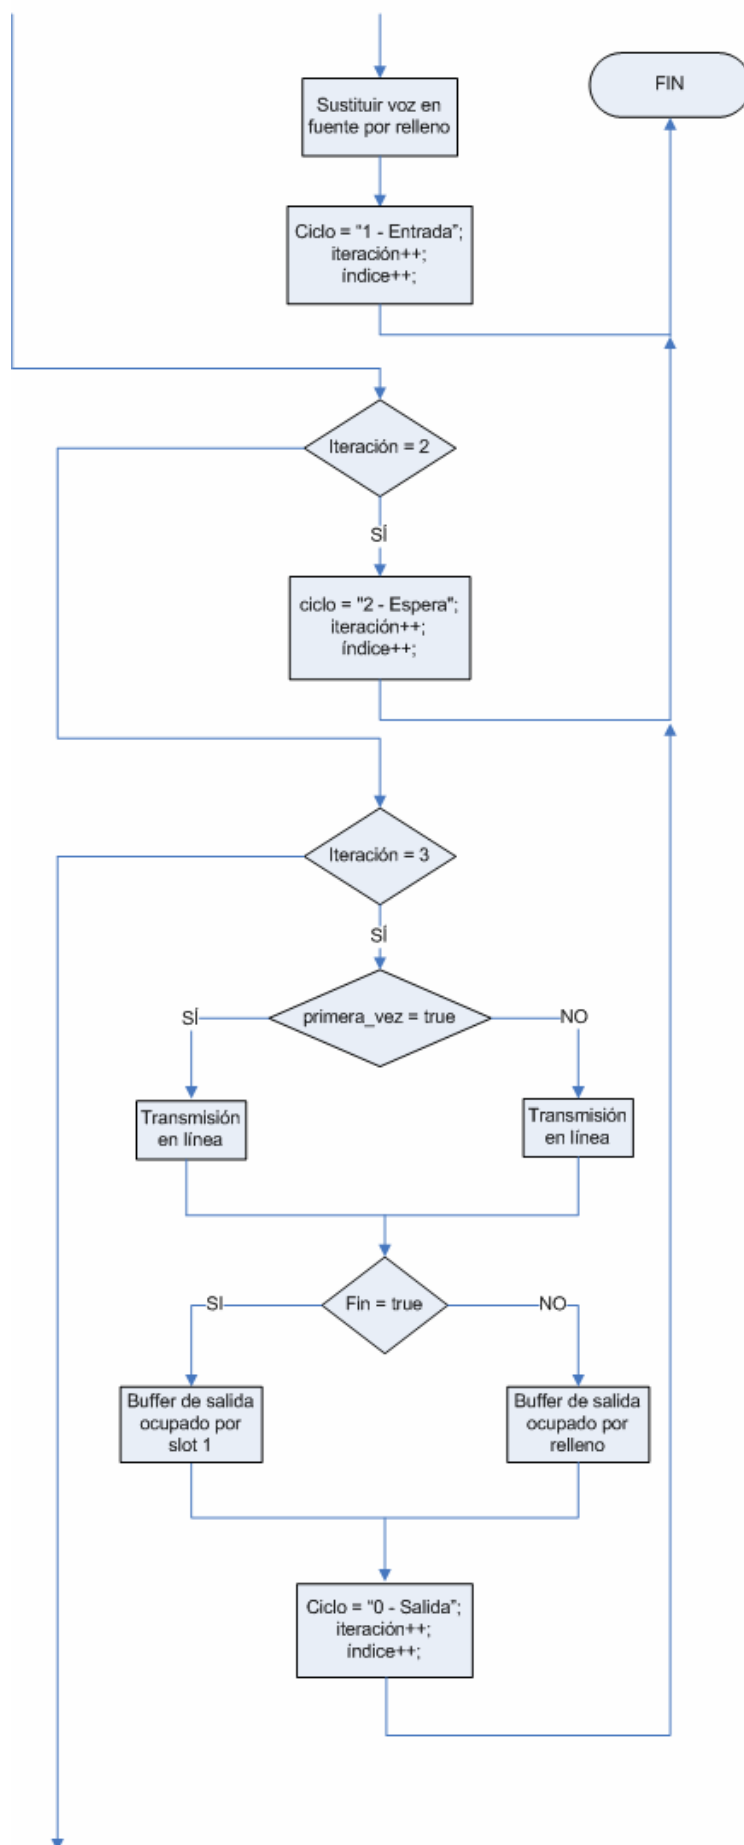 Sustituir voz en
fuente por relleno
FIN
Ciclo = “1 - Entrada”;
iteración++;
índice++;
Iteración = 2
SÍ
ciclo = "2 - Espera";
iteración++;
índice++;
Iteración = 3
SÍ
primera_vez = true
SÍ
NO
Transmisión
en línea
Transmisión
en línea
Fin = true
SI
NO
Buffer de salida
ocupado por
slot 1
Buffer de salida
ocupado por
relleno
Ciclo = “0 - Salida”;
iteración++;
índice++;